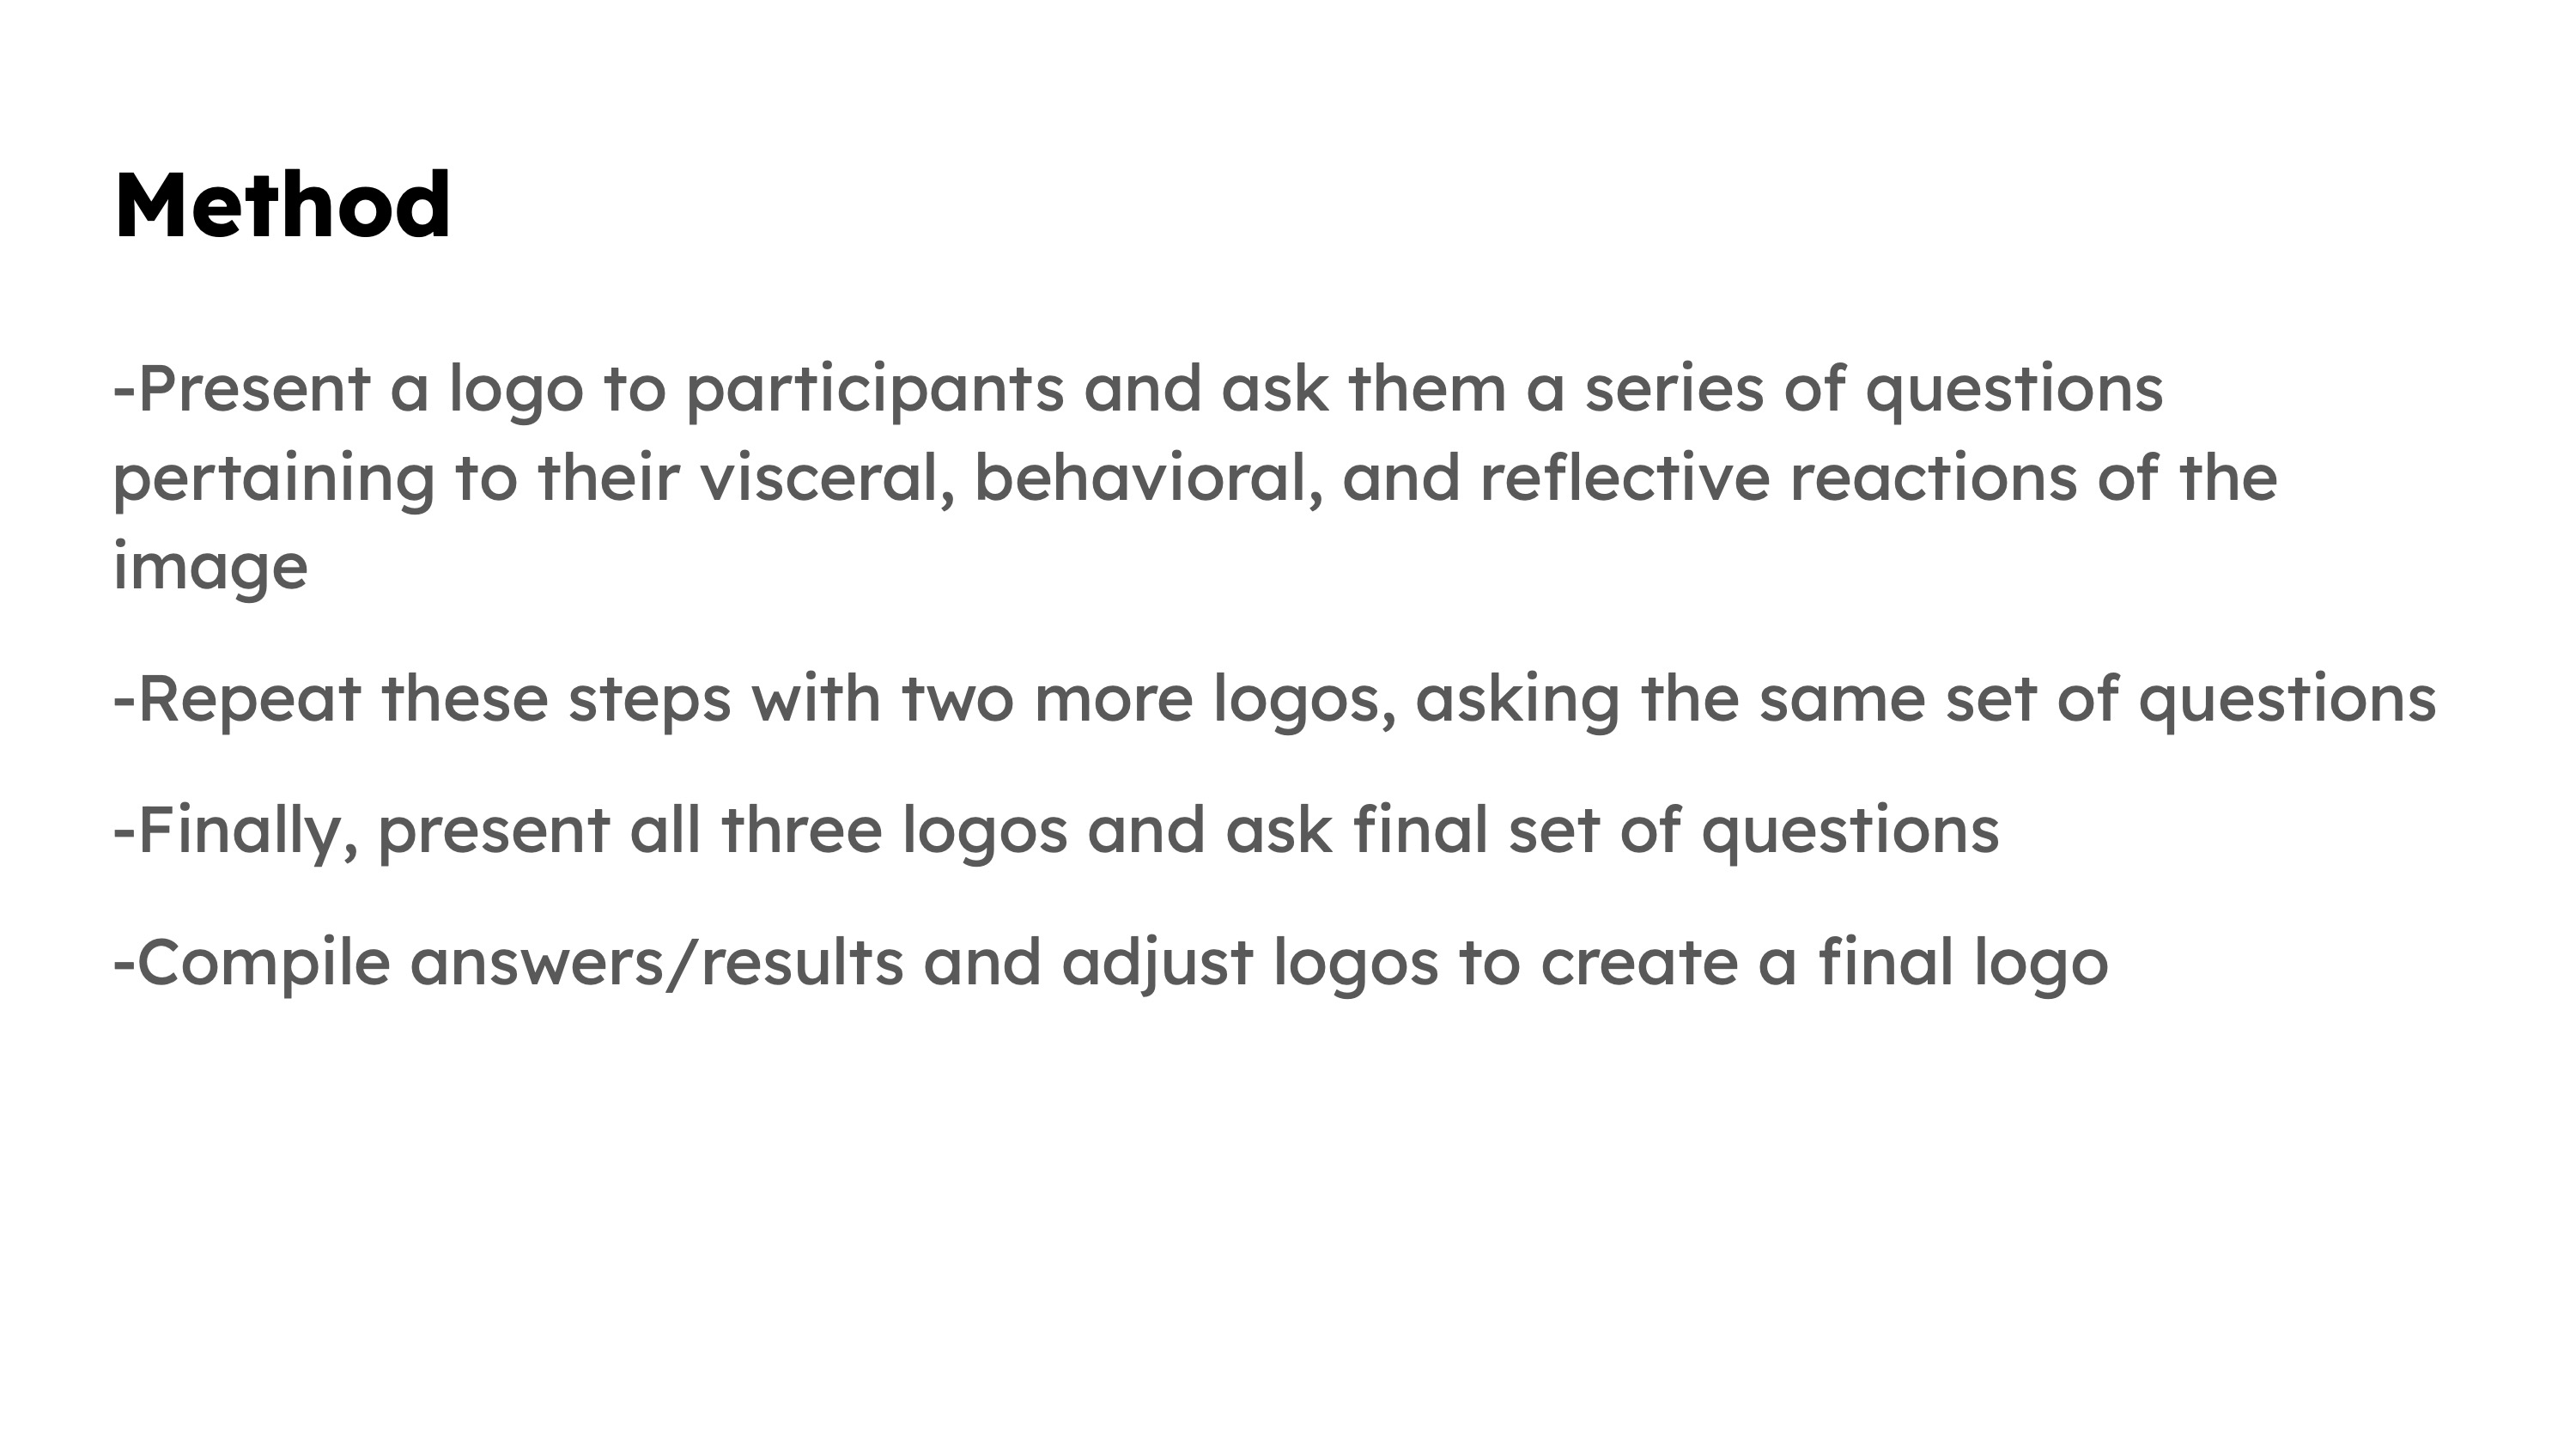 Method
-Present a logo to participants and ask them a series of questions
pertaining to their visceral, behavioral, and reflective reactions of the
image
-Repeat these steps with two more logos, asking the same set of questions
-Finally, present all three logos and ask final set of questions
-Compile answers/results and adjust logos to create a final logo